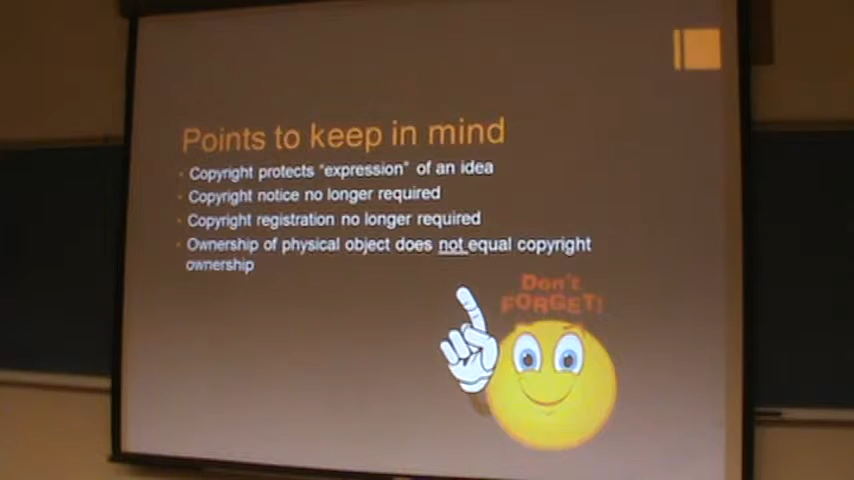 Points to keep in mind
• Copyright protects "expression" of an idea
• Copyright notice no longer required
• Copyright registration no longer required
• Ownership of physical object does not equal copyright
ownership
Don't
FORGET!